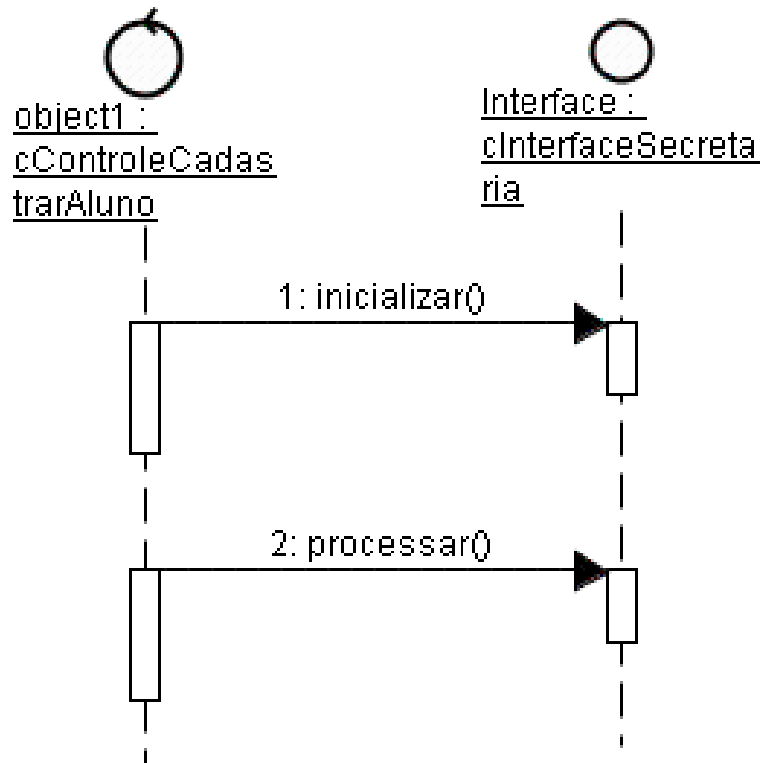 object1 :
cControleCadas
trarAluno
Interface :
cInterfaceSecreta
ria
1: inicializar()
2: processar()